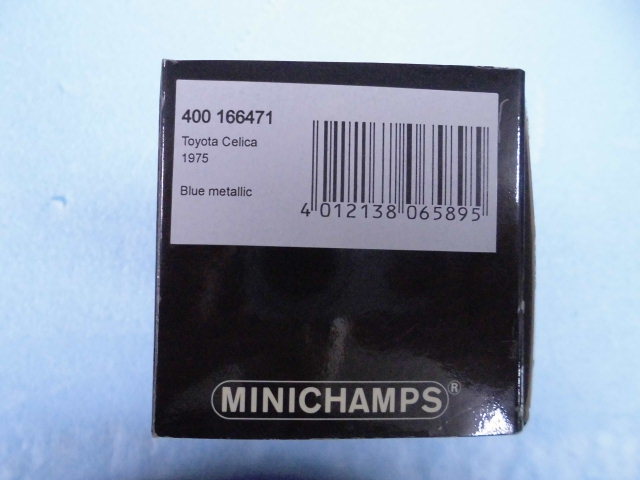 400 166471
Toyota Celica
1975
Blue metallic
4 012138 065895
MINICHAMPS®